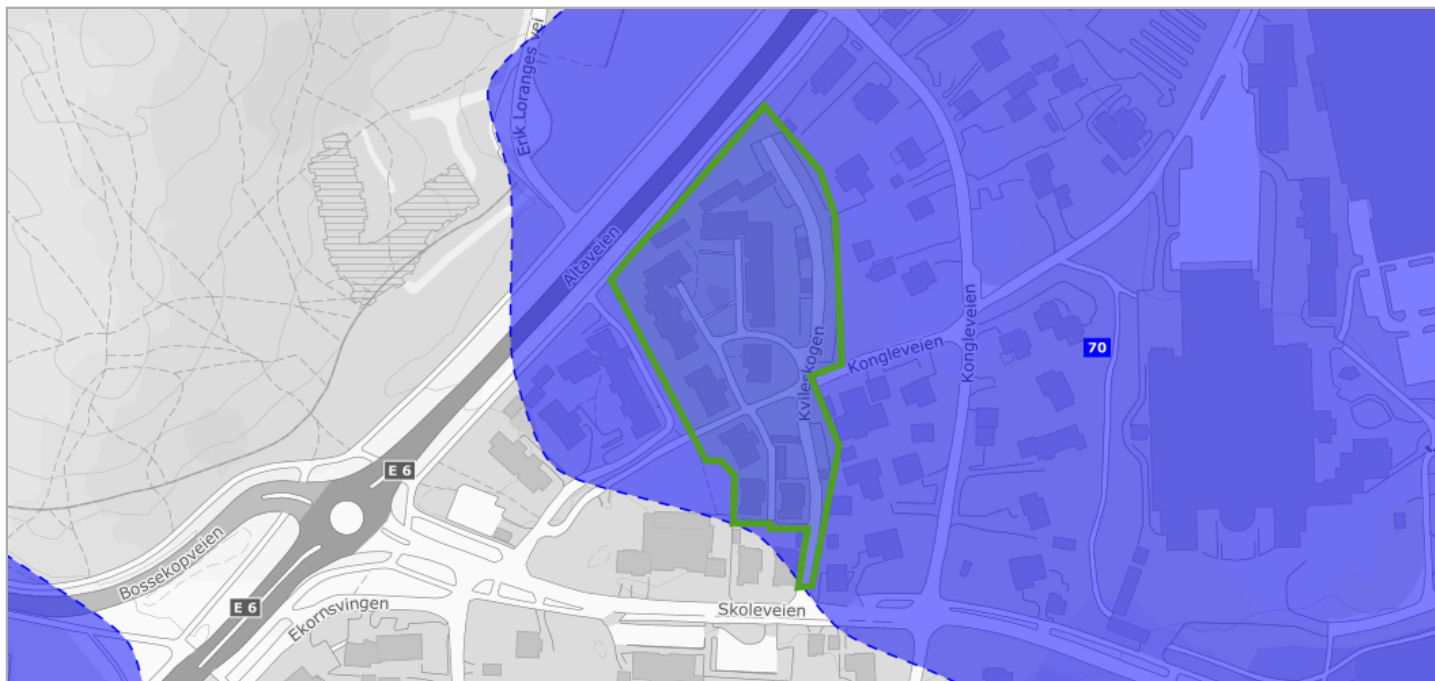 Erik Loranges vei
Altaveien
Kongleveien
Kongleveien
70
Kvileskogen
E 6
Bossekopveien
E 6
Ekornsvingen
Skoleveien